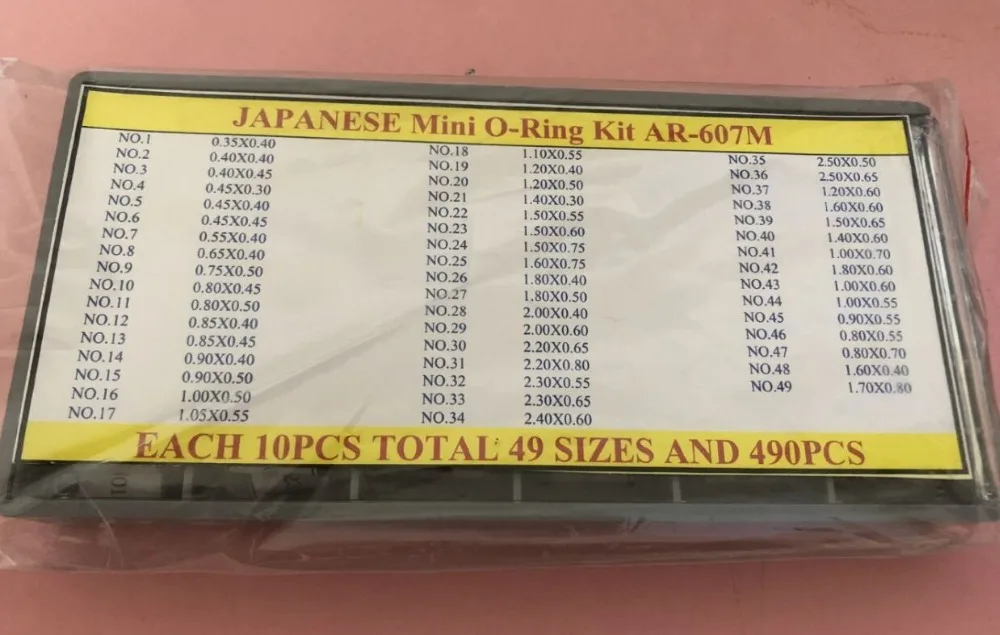 JAPANESE Mini O-Ring Kit AR-607M
NO.1 0.35X0.40
NO.2 0.40X0.40
NO.3 0.40X0.45
NO.4 0.45X0.30
NO.5 0.45X0.40
NO.6 0.45X0.45
NO.7 0.55X0.40
NO.8 0.65X0.40
NO.9 0.75X0.50
NO.10 0.80X0.45
NO.11 0.80X0.50
NO.12 0.85X0.40
NO.13 0.85X0.45
NO.14 0.90X0.40
NO.15 0.90X0.50
NO.16 1.00X0.50
NO.17 1.05X0.55
NO.18 1.10X0.55
NO.19 1.20X0.40
NO.20 1.20X0.50
NO.21 1.40X0.30
NO.22 1.50X0.55
NO.23 1.50X0.60
NO.24 1.50X0.75
NO.25 1.60X0.75
NO.26 1.80X0.40
NO.27 1.80X0.50
NO.28 2.00X0.40
NO.29 2.00X0.60
NO.30 2.20X0.65
NO.31 2.20X0.80
NO.32 2.30X0.55
NO.33 2.30X0.65
NO.34 2.40X0.60
NO.35 2.50X0.50
NO.36 2.50X0.65
NO.37 1.20X0.60
NO.38 1.60X0.60
NO.39 1.50X0.65
NO.40 1.40X0.60
NO.41 1.00X0.70
NO.42 1.80X0.60
NO.43 1.00X0.60
NO.44 1.00X0.55
NO.45 0.90X0.55
NO.46 0.80X0.55
NO.47 0.80X0.70
NO.48 1.60X0.40
NO.49 1.70X0.80
EACH 10PCS TOTAL 49 SIZES AND 490PCS